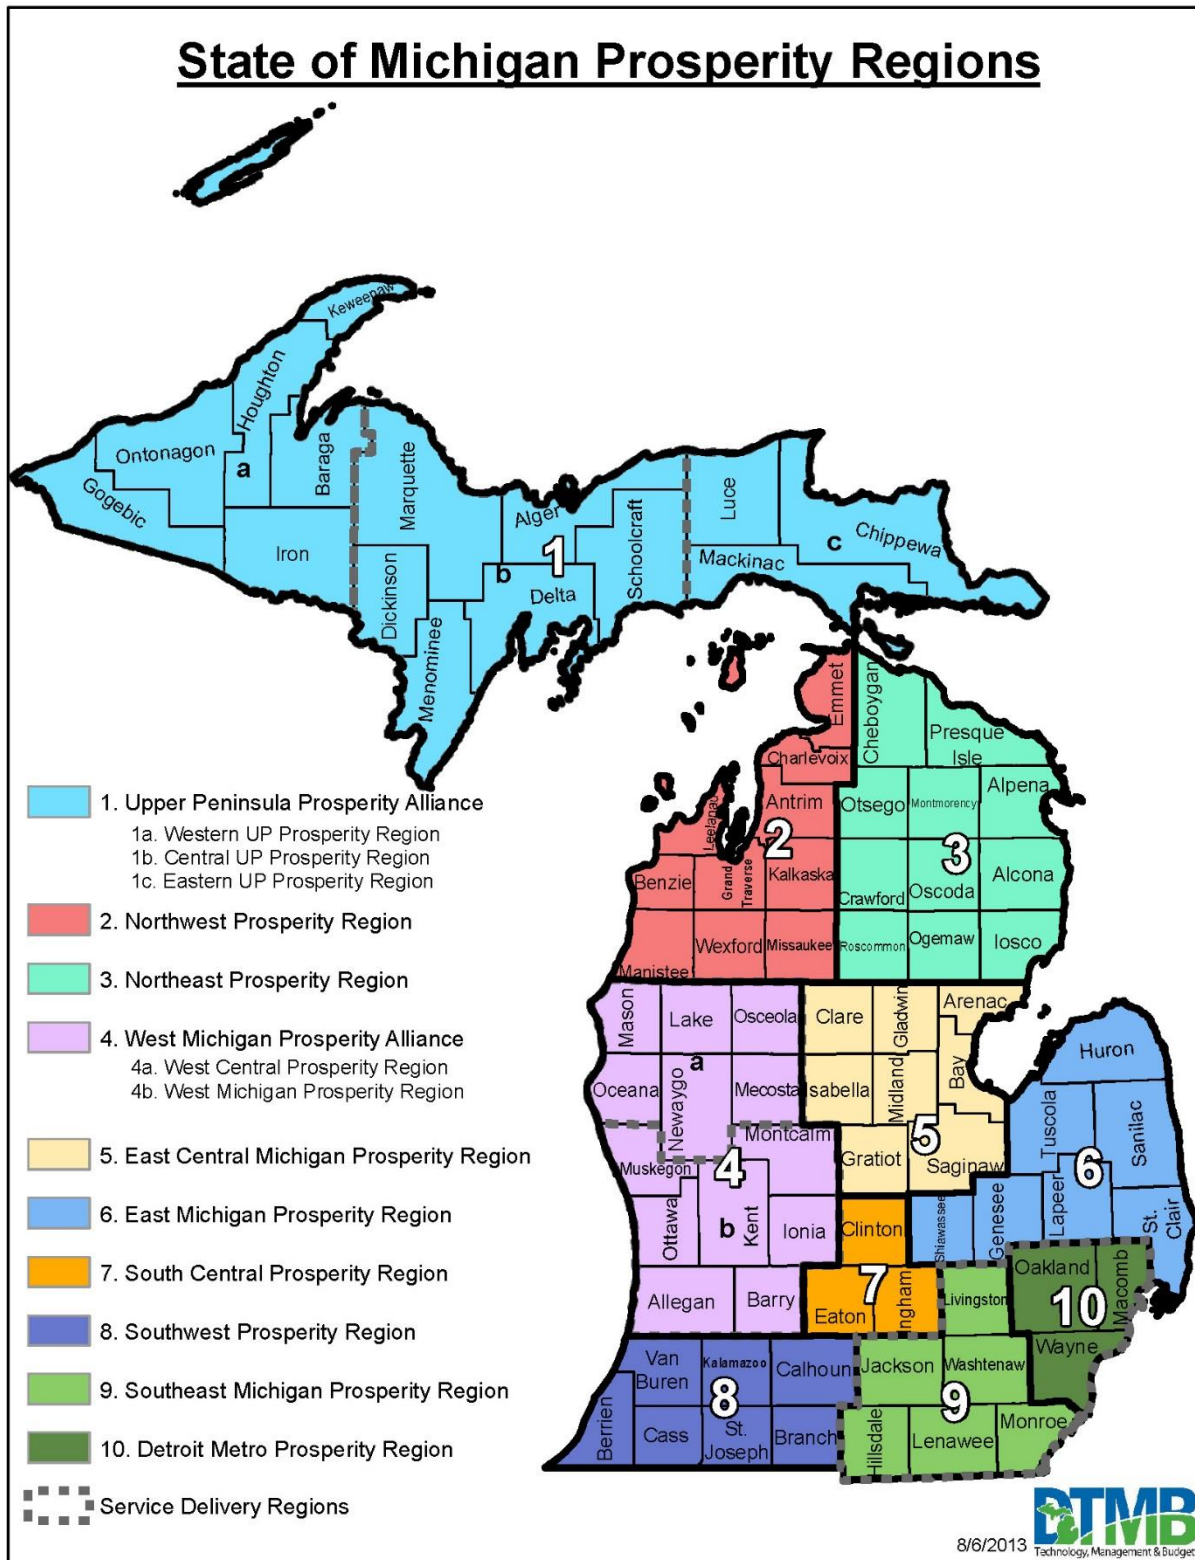 State of Michigan Prosperity Regions
Keweenaw
Houghton
Ontonagon
Gogebic
a
Baraga
Iron
Marquette
Dickinson
Menominee
Alger
1
b
Delta
Schoolcraft
Luce
Mackinac
c
Chippewa
Emmet
Cheboygan
Presque
Isle
Charlevoix
Antrim
Otsego
Montmorency
Alpena
Leelanau
2
3
Benzie
Grand
Traverse
Kalkaska
Crawford
Oscoda
Alcona
Manistee
Wexford
Missaukee
Roscommon
Ogemaw
Iosco
Mason
Lake
Osceola
Clare
Gladwin
Arenac
a
Oceana
Newaygo
Mecosta
Isabella
Midland
Bay
Huron
Montcalm
Muskegon
4
Gratiot
5
Saginaw
Tuscola
Sanilac
6
Ottawa
b
Kent
Ionia
Clinton
Shiawassee
Genesee
Lapeer
St.
Clair
Allegan
Barry
Eaton
7
Ingham
Livingston
Oakland
Macomb
10
Van
Buren
Kalamazoo
Calhoun
Jackson
Washtenaw
Wayne
Berrien
Cass
8
St.
Joseph
Branch
Hillsdale
9
Lenawee
Monroe
1. Upper Peninsula Prosperity Alliance
1a. Western UP Prosperity Region
1b. Central UP Prosperity Region
1c. Eastern UP Prosperity Region
2. Northwest Prosperity Region
3. Northeast Prosperity Region
4. West Michigan Prosperity Alliance
4a. West Central Prosperity Region
4b. West Michigan Prosperity Region
5. East Central Michigan Prosperity Region
6. East Michigan Prosperity Region
7. South Central Prosperity Region
8. Southwest Prosperity Region
9. Southeast Michigan Prosperity Region
10. Detroit Metro Prosperity Region
Service Delivery Regions
8/6/2013
DTMB
Technology, Management & Budget